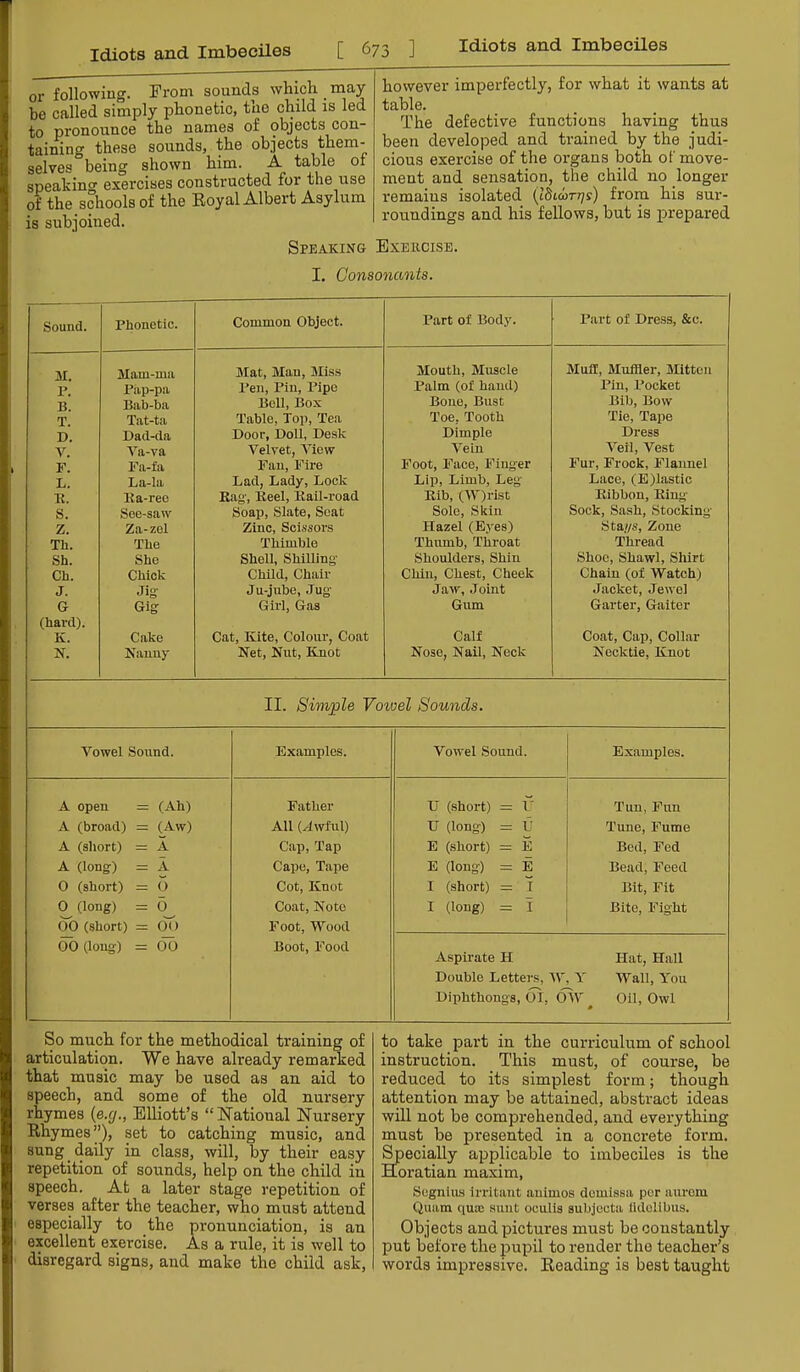 Idiots and Imbeciles [ 673 ] Idiots and Imbeciles
or following. From sounds which may
be called simply phonetic, the child is led
to pronounce the names of objects con-
taining these sounds, the objects them-
selves being shown him. A table of
speaking exercises constructed for the use
of the schools of the Royal Albert Asylum
is subjoined.
however imperfectly, for what it wants at
table.
The defective functions having thus
been developed and trained by the judi-
cious exercise of the organs both of move-
ment and sensation, the child no longer
remains isolated (ἰδιώτης) from his sur-
roundings and his fellows, but is prepared
SPEAKING EXERCISE.
I. Consonants.
Sound. Phonetic. Common Object. Part of Body. Part of Dress, &c.
M. Mam-ma Mat, Man, Miss Mouth, Muscle Muff, Muffler, Mitten
P. Pap-pa Pen, Pin, Pipe Palm (of hand) Pin, Pocket
B. Bab-ba Bell, Box Bone, Bust Bib, Bow
T. Tat-ta Table, Top, Tea Toe, Tooth Tie, Tape
D. Dad-da Door, Doll, Desk Dimple Dress
V. Va-va Velvet, View Vein Veil, Vest
F. Fa-fa Fan, Fire Foot, Face, Finger Fur, Frock, Flannel
L. La-la Lad, Lady, Lock Lip, Limb, Leg Lace, (E)lastic
R. Ra-ree Rag, Reel, Rail-road Rib, (W)rist Ribbon, Ring
S. See-saw Soap, Slate, Seat Sole, Skin Sock, Sash, Stocking
Z. Za-zel Zinc, Scissors Hazel (Eyes) Stays, Zone
Th. The Thimble Thumb, Throat Thread
Sh. She Shell, Shilling Shoulders, Shin Shoe, Shawl, Shirt
Ch. Chick Child, Chair Chin, Chest, Cheek Chain (of Watch)
J. Jig Ju-jube, Jug Jaw, Joint Jacket, Jewel
G Gig Girl, Gas Gum Garter, Gaiter
(hard).
K. Cake Cat, Kite, Colour, Coat Calf Coat, Cap, Collar
N. Nanny Net, Nut, Knot Nose, Nail, Neck Necktie, Knot
II. Simple Vowel Sounds.
Vowel Sound. Examples. Vowel Sound. Examples.
A open = (Ah) Father U (short) = Ŭ Tun, Fun
A (broad) = (Aw) All (Awful) U (long) = Ū Tune, Fume
A (short) = Ă Cap, Tap E (short) = Ĕ Bed, Fed
A (long) = Ā Cape, Tape E (long) = Ē Bead, Feed
O (short) = Ŏ Cot, Knot I (short) = Ĭ Bit, Fit
O (long) = Ō Coat, Note I (long) = Ī Bite, Fight
O͝O (short) = O͝O Foot, Wood
O͞O (long) = O͞O Boot, Food
Aspirate H Hat, Hall
Double Letters, W, Y Wall, You
Diphthongs, O͡I, O͡W Oil, Owl
So much for the methodical training of
articulation. We have already remarked
that music may be used as an aid to
speech, and some of the old nursery
rhymes (e.g., Elliott's "National Nursery
Rhymes"), set to catching music, and
sung daily in class, will, by their easy
repetition of sounds, help on the child in
speech. At a later stage repetition of
verses after the teacher, who must attend
especially to the pronunciation, is an
excellent exercise. As a rule, it is well to
disregard signs, and make the child ask,
to take part in the curriculum of school
instruction. This must, of course, be
reduced to its simplest form; though
attention may be attained, abstract ideas
will not be comprehended, and everything
must be presented in a concrete form.
Specially applicable to imbeciles is the
Horatian maxim,
Segnius irritant animos demissa per aurem
Quam quæ sunt oculis subjecta fidelibus.
Objects and pictures must be constantly
put before the pupil to render the teacher's
words impressive. Reading is best taught